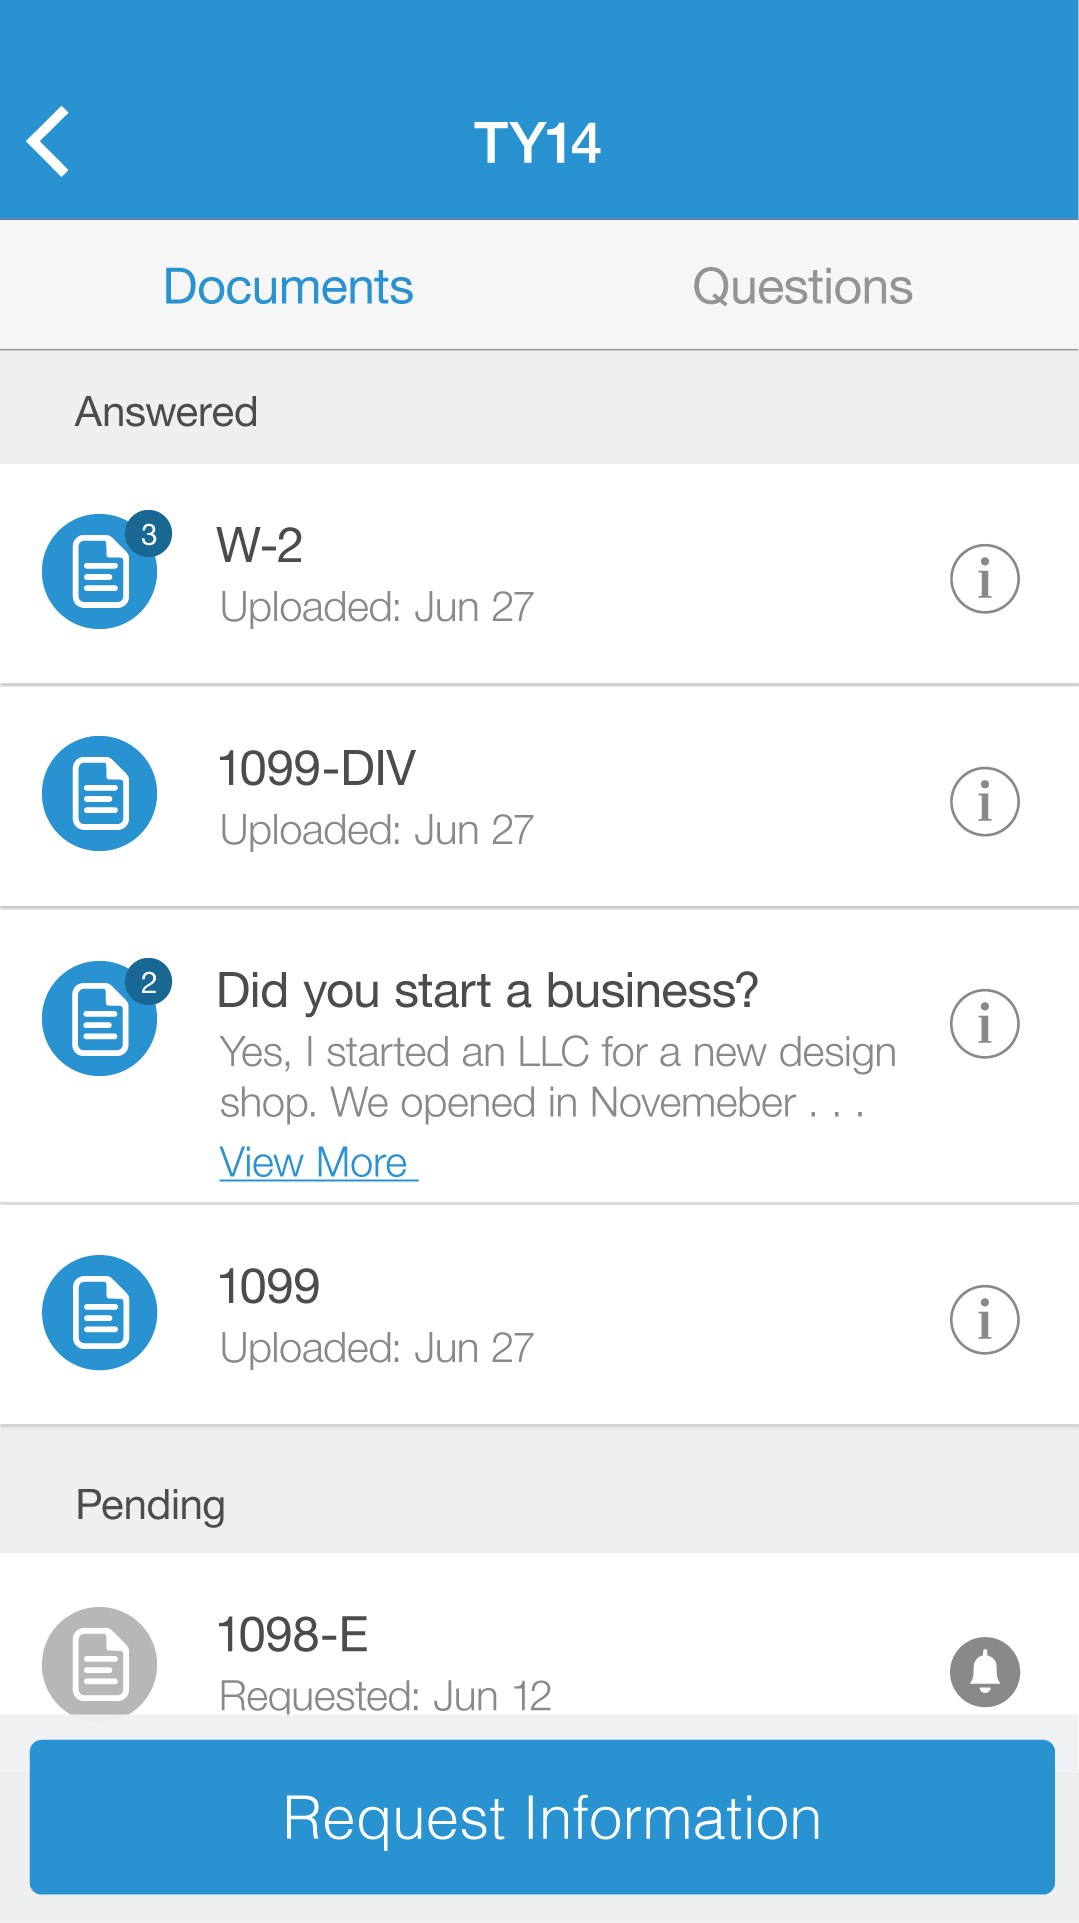 TY14
Documents
Questions
Answered
3
W-2
Uploaded: Jun 27
i
1099-DIV
Uploaded: Jun 27
i
2
Did you start a business?
Yes, I started an LLC for a new design
shop. We opened in Novemeber . . .
View More
i
1099
Uploaded: Jun 27
i
Pending
1098-E
Requested: Jun 12
Request Information